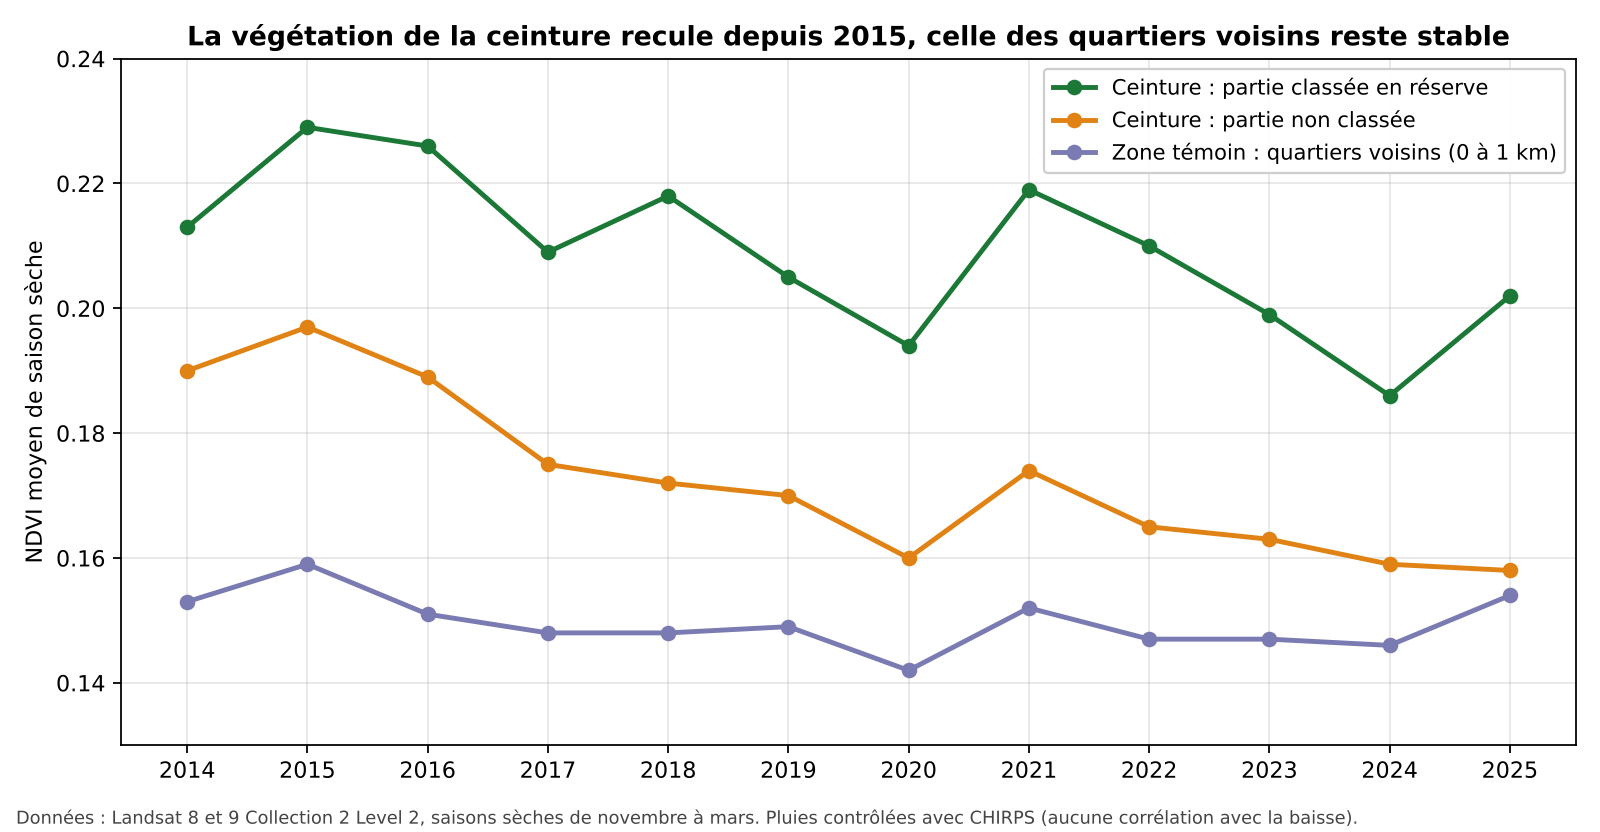 La végétation de la ceinture recule depuis 2015, celle des quartiers voisins reste stable
Ceinture : partie classée en réserve
Ceinture : partie non classée
Zone témoin : quartiers voisins (0 à 1 km)
NDVI moyen de saison sèche
0.24
0.22
0.20
0.18
0.16
0.14
2014 2015 2016 2017 2018 2019 2020 2021 2022 2023 2024 2025
Données : Landsat 8 et 9 Collection 2 Level 2, saisons sèches de novembre à mars. Pluies contrôlées avec CHIRPS (aucune corrélation avec la baisse).